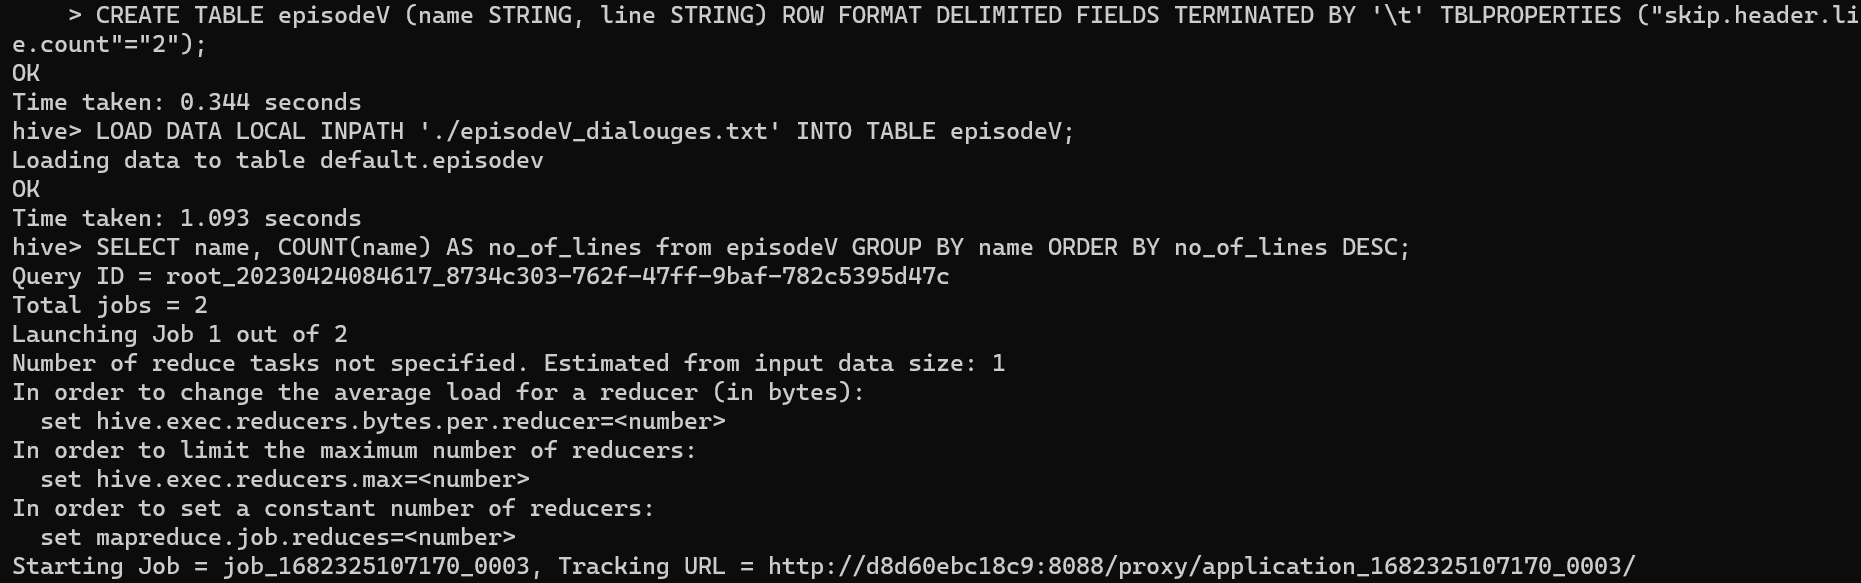 > CREATE TABLE episodeV (name STRING, line STRING) ROW FORMAT DELIMITED FIELDS TERMINATED BY '\t' TBLPROPERTIES ("skip.header.li
e.count"="2");
OK
Time taken: 0.344 seconds
hive> LOAD DATA LOCAL INPATH './episodeV_dialouges.txt' INTO TABLE episodeV;
Loading data to table default.episodev
OK
Time taken: 1.093 seconds
hive> SELECT name, COUNT(name) AS no_of_lines from episodeV GROUP BY name ORDER BY no_of_lines DESC;
Query ID = root_20230424084617_8734c303-762f-47ff-9baf-782c5395d47c
Total jobs = 2
Launching Job 1 out of 2
Number of reduce tasks not specified. Estimated from input data size: 1
In order to change the average load for a reducer (in bytes):
  set hive.exec.reducers.bytes.per.reducer=<number>
In order to limit the maximum number of reducers:
  set hive.exec.reducers.max=<number>
In order to set a constant number of reducers:
  set mapreduce.job.reduces=<number>
Starting Job = job_1682325107170_0003, Tracking URL = http://d8d60ebc18c9:8088/proxy/application_1682325107170_0003/